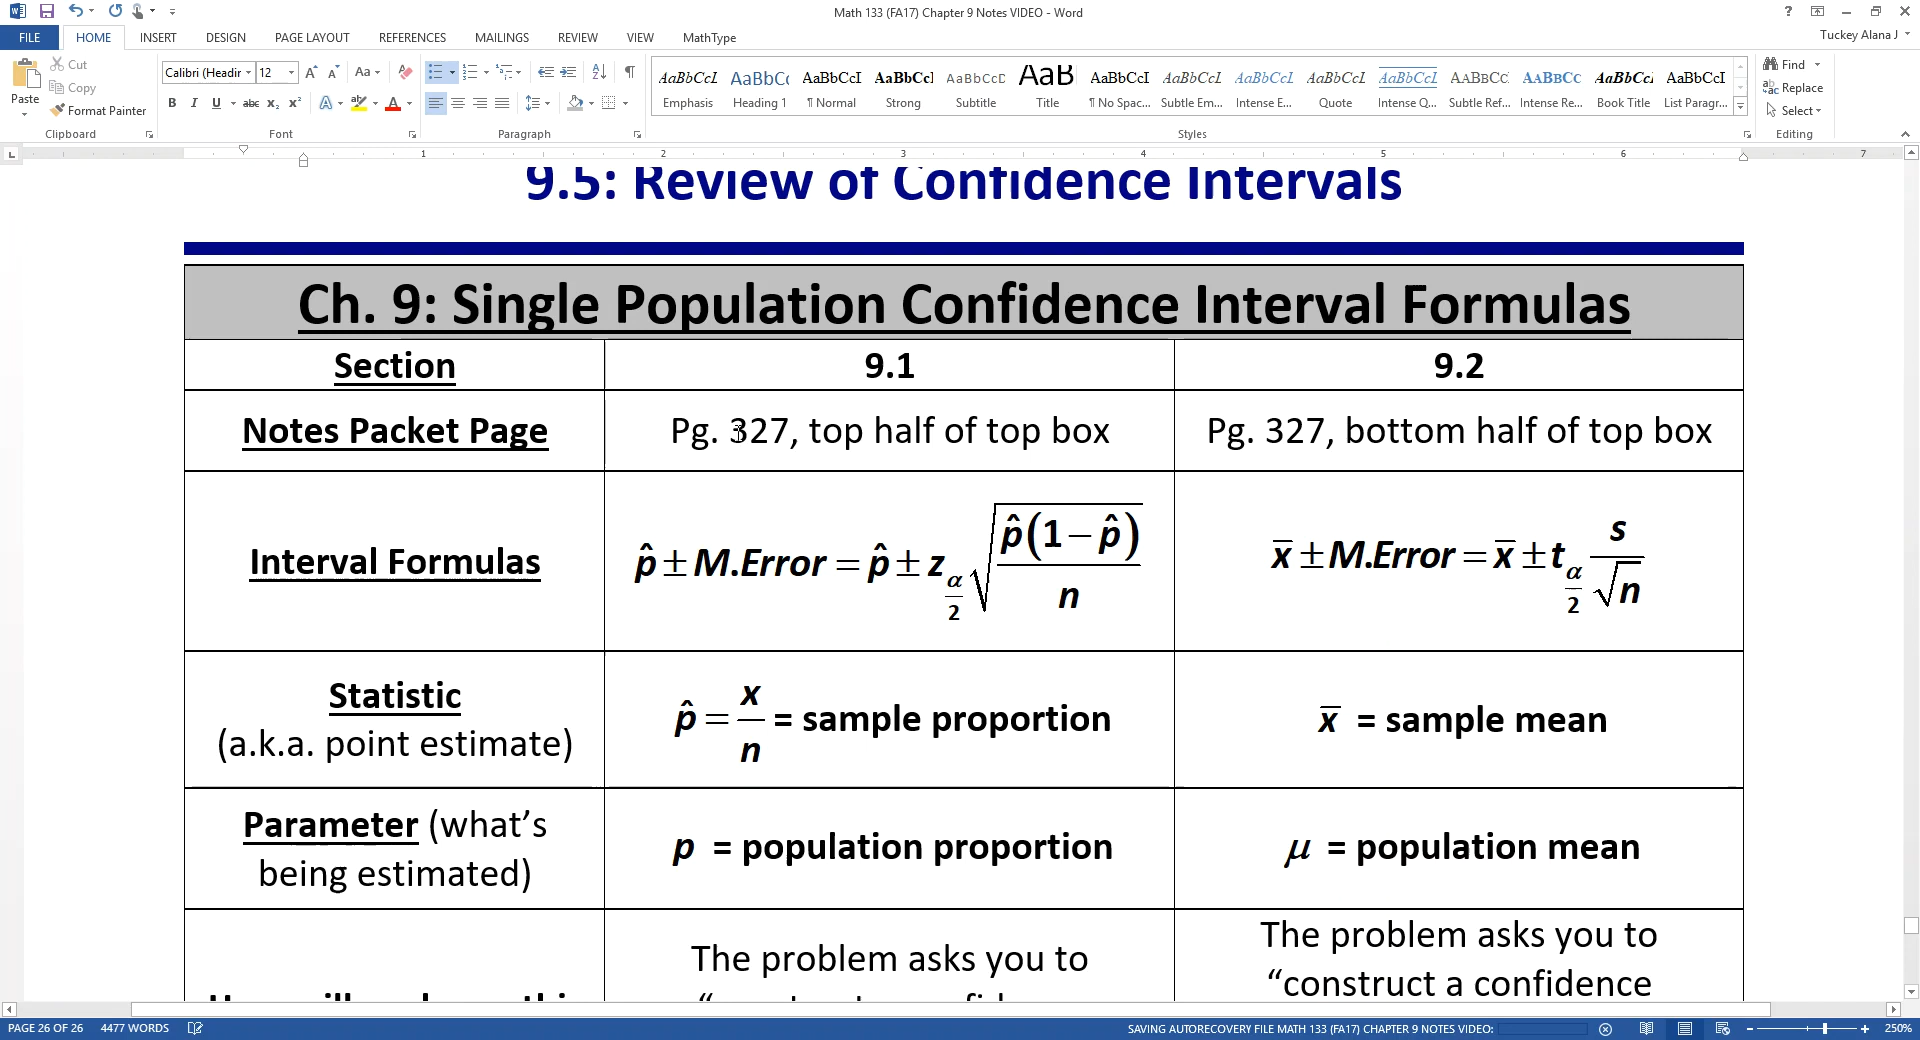 Math 133 (FA17) Chapter 9 Notes VIDEO - Word
FILE HOME INSERT DESIGN PAGE LAYOUT REFERENCES MAILINGS REVIEW VIEW MathType
Tuckey Alana J
Paste
Cut
Copy
Format Painter
Clipboard
Calibri (Headir 12
Font
Paragraph
AaBbCcI AaBbC AaBbCcI AaBbCcI AaBbCcD AaB AaBbCcI AaBbCcI AaBbCcI AaBbCcI AaBbCcI AABBCC AABBCC AaBbCcI AaBbCcI
Emphasis Heading 1 ¶ Normal Strong Subtitle Title ¶ No Spac... Subtle Em... Intense E... Quote Intense Q... Subtle Ref... Intense Re... Book Title List Paragr...
Styles
Find
Replace
Select
Editing
1 2 3 4 5 6 7
9.5: Review of Confidence Intervals
Ch. 9: Single Population Confidence Interval Formulas
Section 9.1 9.2
Notes Packet Page Pg. 327, top half of top box Pg. 327, bottom half of top box
Interval Formulas p̂ ± M.Error = p̂ ± z_(α/2) √(p̂(1−p̂)/n) x̄ ± M.Error = x̄ ± t_(α/2) s/√n
Statistic
(a.k.a. point estimate)
p̂ = x/n = sample proportion
x̄ = sample mean
Parameter (what's
being estimated)
p = population proportion
μ = population mean
The problem asks you to
The problem asks you to
"construct a confidence
PAGE 26 OF 26 4477 WORDS
SAVING AUTORECOVERY FILE MATH 133 (FA17) CHAPTER 9 NOTES VIDEO:
250%